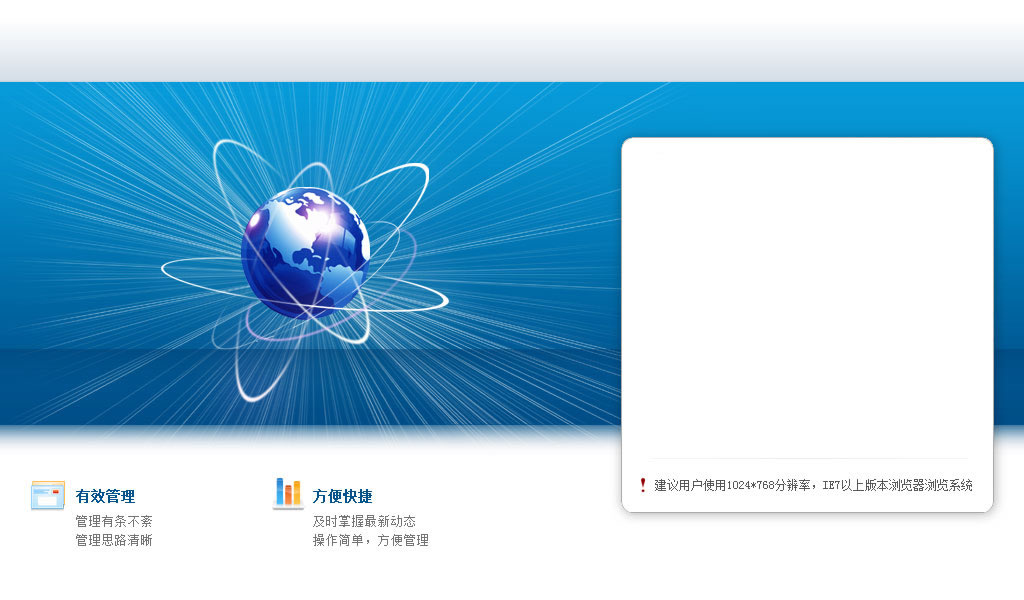 建议用户使用1024*768分辨率，IE7以上版本浏览器浏览系统
有效管理
管理有条不紊
管理思路清晰
方便快捷
及时掌握最新动态
操作简单，方便管理